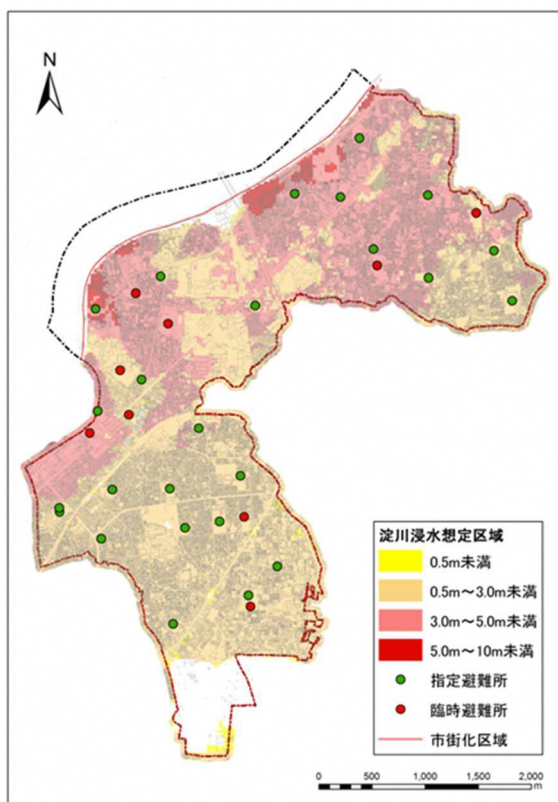 N
淀川浸水想定区域
0.5m未満
0.5m～3.0m未満
3.0m～5.0m未満
5.0m～10m未満
指定避難所
臨時避難所
市街化区域
0 500 1,000 1,500 2,000
m